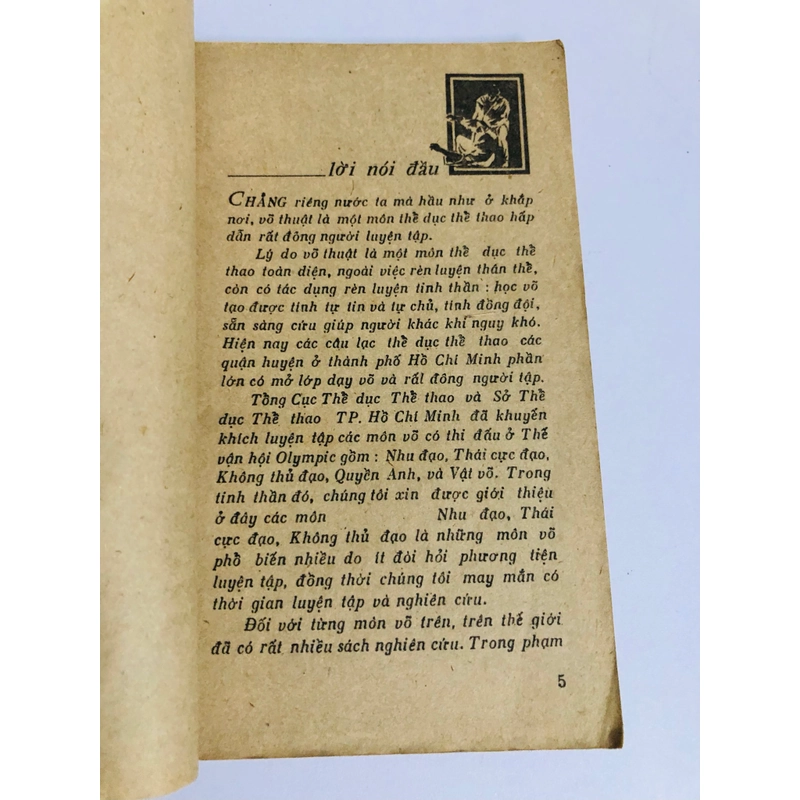 lời nói đầu
CHẲNG riêng nước ta mà hầu như ở khắp
nơi, võ thuật là một môn thể dục thể thao hấp
dẫn rất đông người luyện tập.
Lý do võ thuật là một môn thể dục thể
thao toàn diện, ngoài việc rèn luyện thân thể,
còn có tác dụng rèn luyện tinh thần : học võ
tạo được tính tự tin và tự chủ, tình đồng đội,
sẵn sàng cứu giúp người khác khi nguy khó.
Hiện nay các câu lạc thể dục thể thao các
quận huyện ở thành phố Hồ Chí Minh phần
lớn có mở lớp dạy võ và rất đông người tập.
Tổng Cục Thể dục Thể thao và Sở Thể
dục Thể thao TP. Hồ Chí Minh đã khuyến
khích luyện tập các môn võ có thi đấu ở Thế
vận hội Olympic gồm : Nhu đạo, Thái cực đạo,
Không thủ đạo, Quyền Anh, và Vật võ. Trong
tinh thần đó, chúng tôi xin được giới thiệu
ở đây các môn Nhu đạo, Thái
cực đạo, Không thủ đạo là những môn võ
phổ biến nhiều do ít đòi hỏi phương tiện
luyện tập, đồng thời chúng tôi may mắn có
thời gian luyện tập và nghiên cứu.
Đối với từng môn võ trên, trên thế giới
đã có rất nhiều sách nghiên cứu. Trong phạm
5